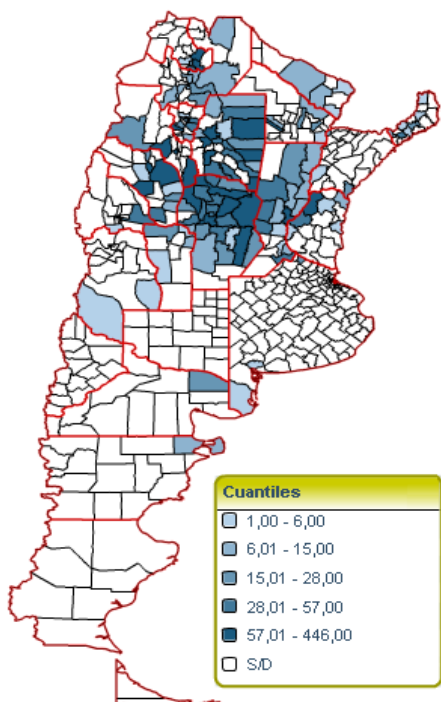 Cuantiles
1,00 - 6,00
6,01 - 15,00
15,01 - 28,00
28,01 - 57,00
57,01 - 446,00
S/D